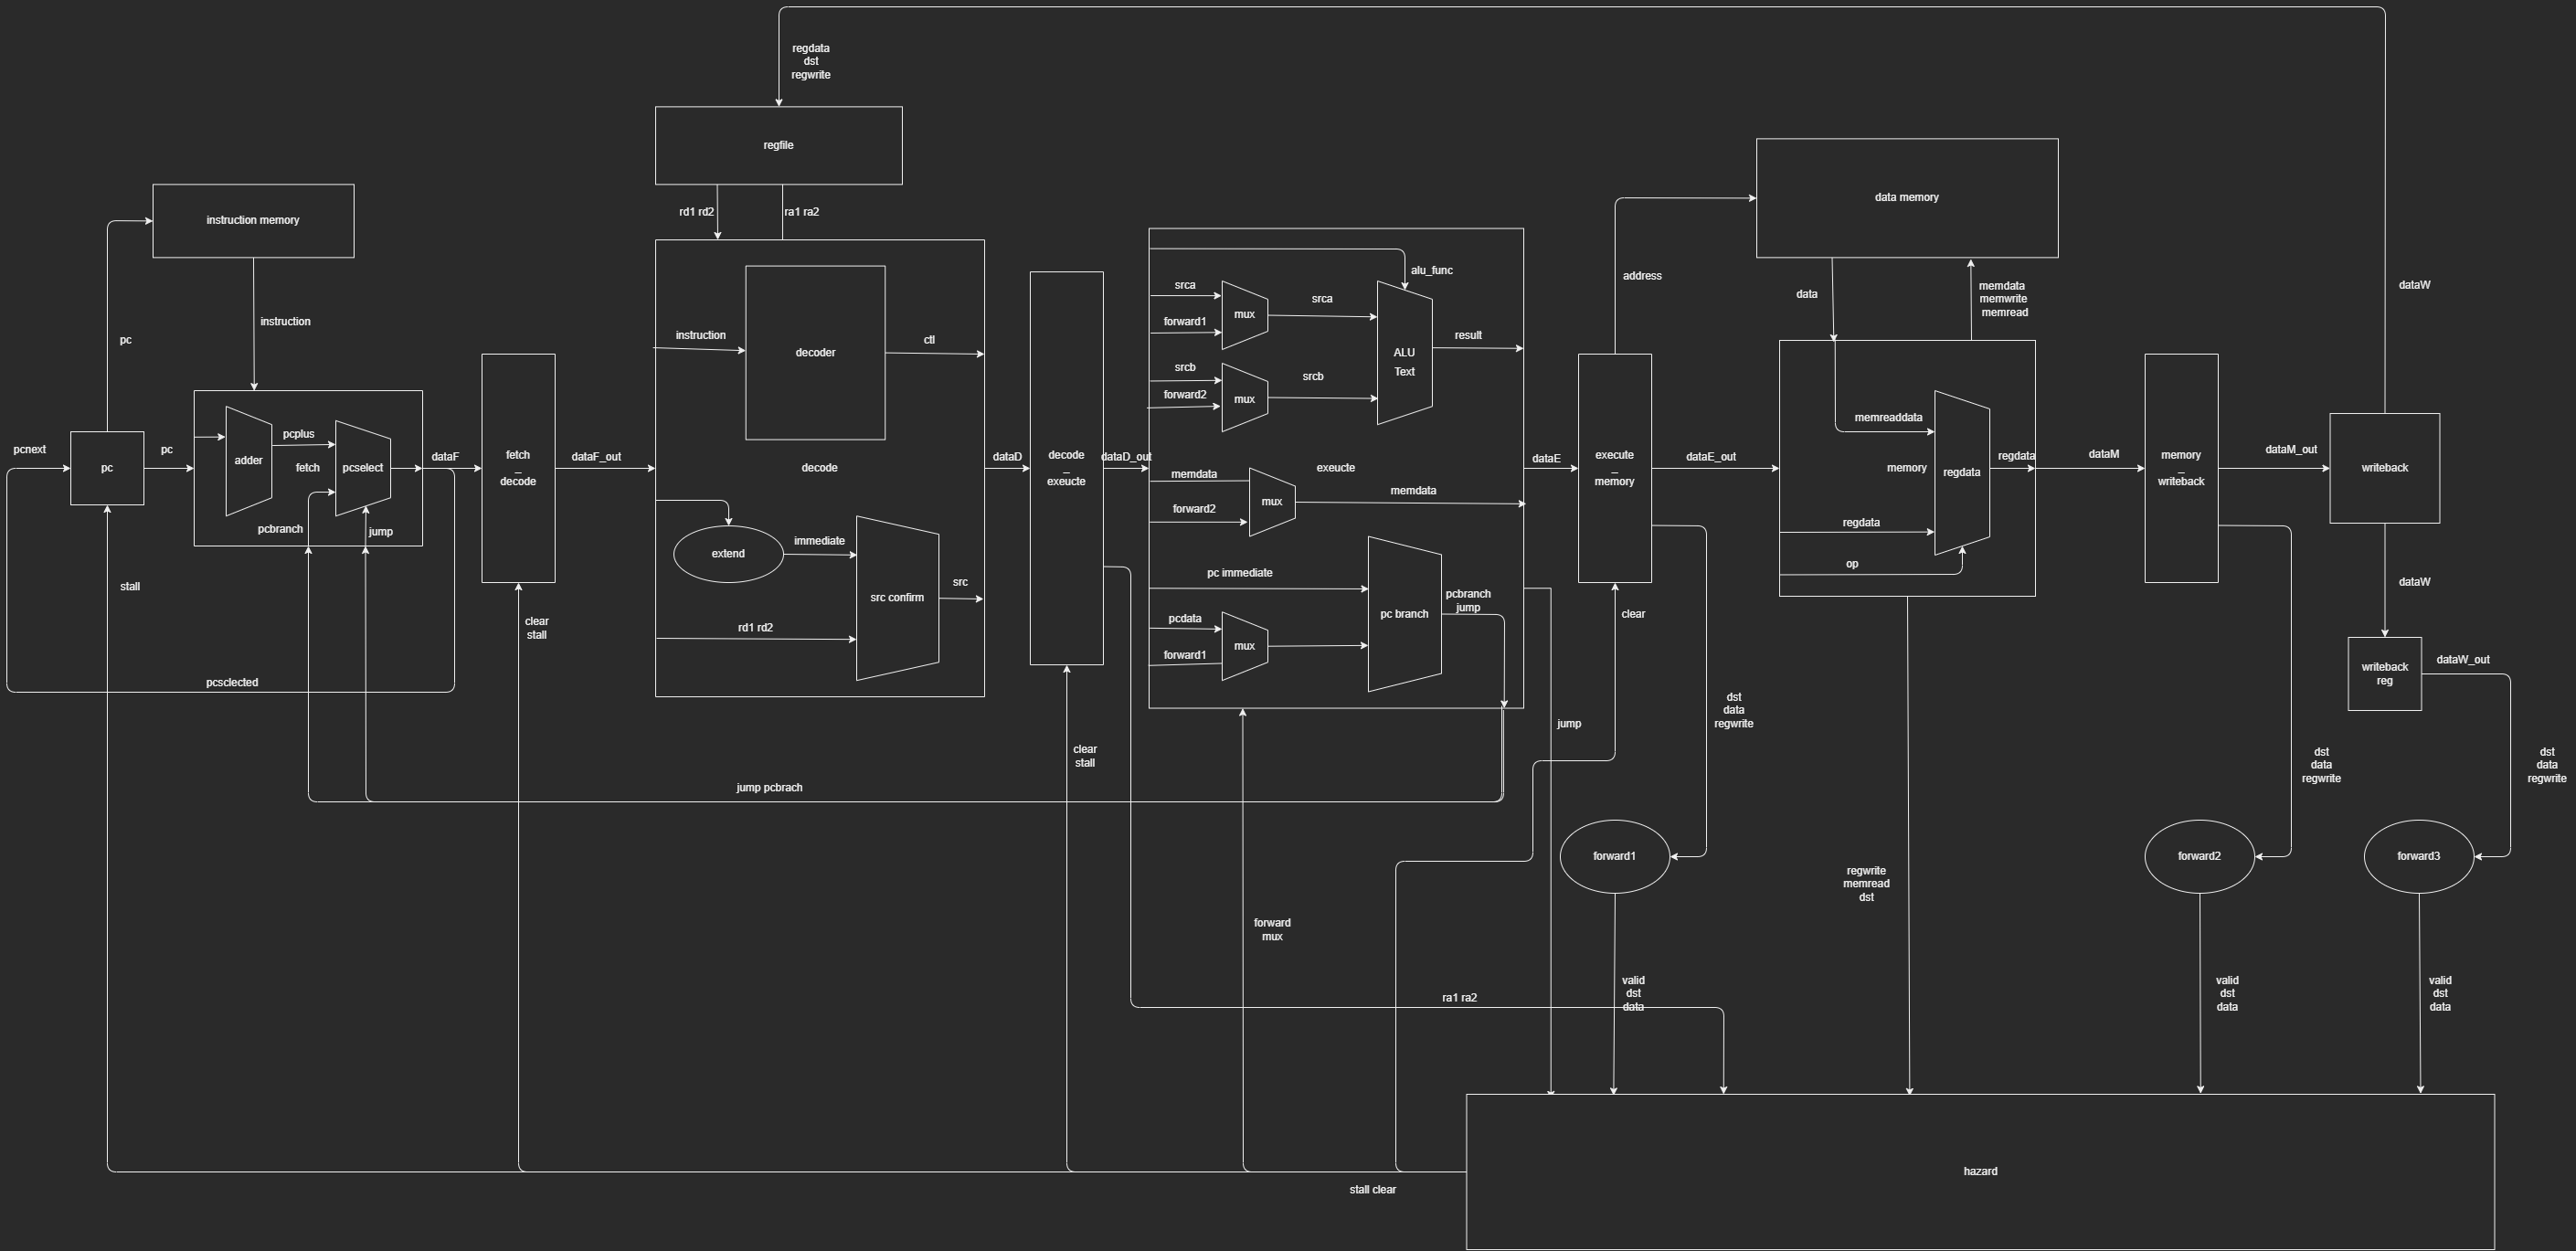 regdata
dst
regwrite
regfile
rd1 rd2
ra1 ra2
instruction memory
pc
instruction
pcnext
pc
pc
adder
pcplus
fetch
pcselect
pcbranch
jump
dataF
stall
pcsclected
fetch
_
decode
dataF_out
clear
stall
instruction
decoder
ctl
decode
extend
immediate
src confirm
src
rd1 rd2
dataD
decode
_
exeucte
dataD_out
clear
stall
alu_func
srca
forward1
mux
srca
srcb
forward2
mux
srcb
ALU
Text
result
exeucte
memdata
forward2
mux
memdata
pc immediate
pcdata
forward1
mux
pc branch
pcbranch
jump
dataE
jump pcbrach
jump
execute
_
memory
address
clear
dataE_out
data memory
data
memdata
memwrite
memread
memreaddata
memory
regdata
regdata
regdata
op
dataM
memory
_
writeback
dataM_out
writeback
dataW
dataW
writeback
reg
dataW_out
dst
data
regwrite
dst
data
regwrite
dst
data
regwrite
forward1
forward2
forward3
regwrite
memread
dst
forward
mux
ra1 ra2
valid
dst
data
valid
dst
data
valid
dst
data
hazard
stall clear